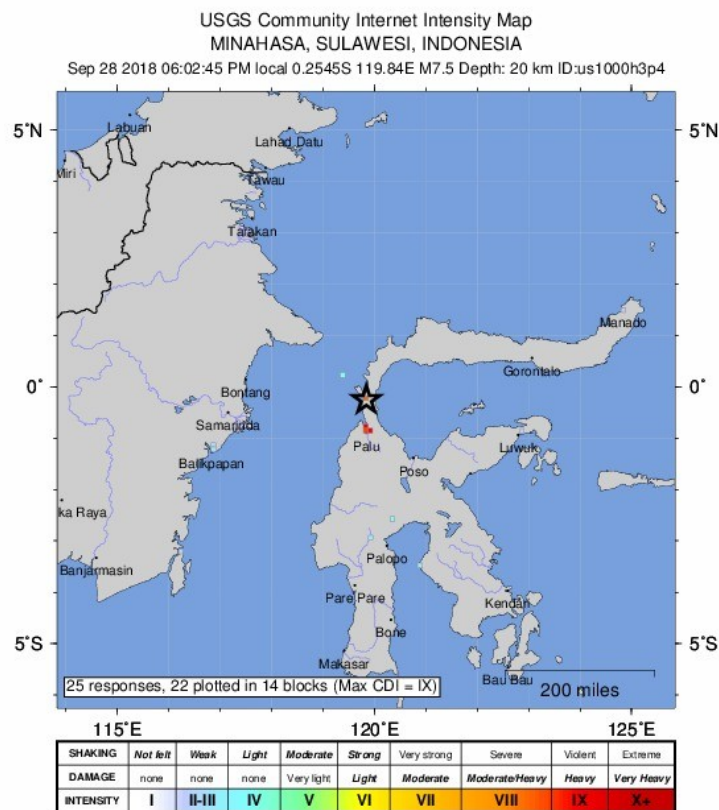 USGS Community Internet Intensity Map
MINAHASA, SULAWESI, INDONESIA
Sep 28 2018 06:02:45 PM local 0.2545S 119.84E M7.5 Depth: 20 km ID:us1000h3p4
5°N 5°N
Labuan
Lahad Datu
Miri
Tawau
Tarakan
Manado
Gorontalo
0° 0°
Bontang
Samarinda
Palu
Luwuk
Balikpapan
Poso
ka Raya
Palopo
Banjarmasin
Pare Pare
Kendari
Bone
5°S 5°S
Makasar
Bau Bau
25 responses, 22 plotted in 14 blocks (Max CDI = IX)
200 miles
115°E 120°E 125°E
SHAKING Not felt Weak Light Moderate Strong Very strong Severe Violent Extreme
DAMAGE none none none Very light Light Moderate Moderate/Heavy Heavy Very Heavy
INTENSITY I II-III IV V VI VII VIII IX X+